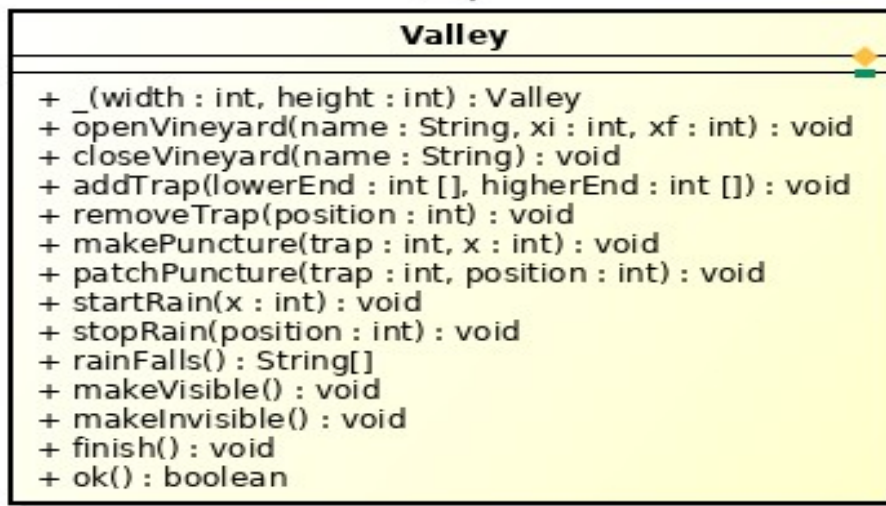 Valley
+ _(width : int, height : int) : Valley
+ openVineyard(name : String, xi : int, xf : int) : void
+ closeVineyard(name : String) : void
+ addTrap(lowerEnd : int [], higherEnd : int []) : void
+ removeTrap(position : int) : void
+ makePuncture(trap : int, x : int) : void
+ patchPuncture(trap : int, position : int) : void
+ startRain(x : int) : void
+ stopRain(position : int) : void
+ rainFalls() : String[]
+ makeVisible() : void
+ makeInvisible() : void
+ finish() : void
+ ok() : boolean